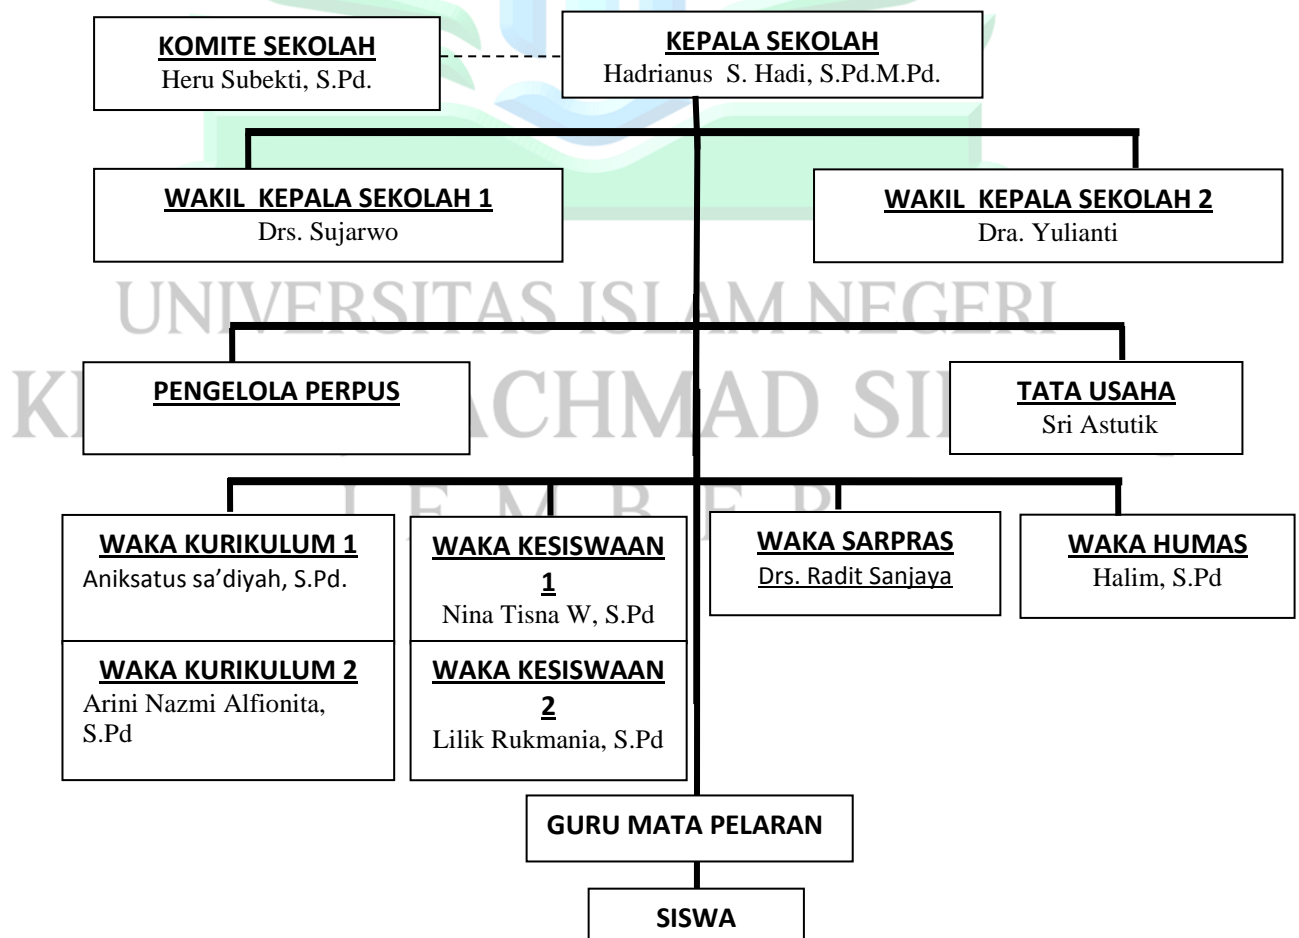 KOMITE SEKOLAH
Heru Subekti, S.Pd.
KEPALA SEKOLAH
Hadrianus S. Hadi, S.Pd.M.Pd.
WAKIL KEPALA SEKOLAH 1
Drs. Sujarwo
WAKIL KEPALA SEKOLAH 2
Dra. Yulianti
UNIVERSITAS ISLAM NEGERI
PENGELOLA PERPUS
TATA USAHA
Sri Astutik
ACHMAD
JEMBER
WAKA KURIKULUM 1
Aniksatus sa’diyah, S.Pd.
WAKA KESISWAAN
1
Nina Tisna W, S.Pd
WAKA SARPRAS
Drs. Radit Sanjaya
WAKA HUMAS
Halim, S.Pd
WAKA KURIKULUM 2
Arini Nazmi Alfionita,
S.Pd
WAKA KESISWAAN
2
Lilik Rukmania, S.Pd
GURU MATA PELARAN
SISWA